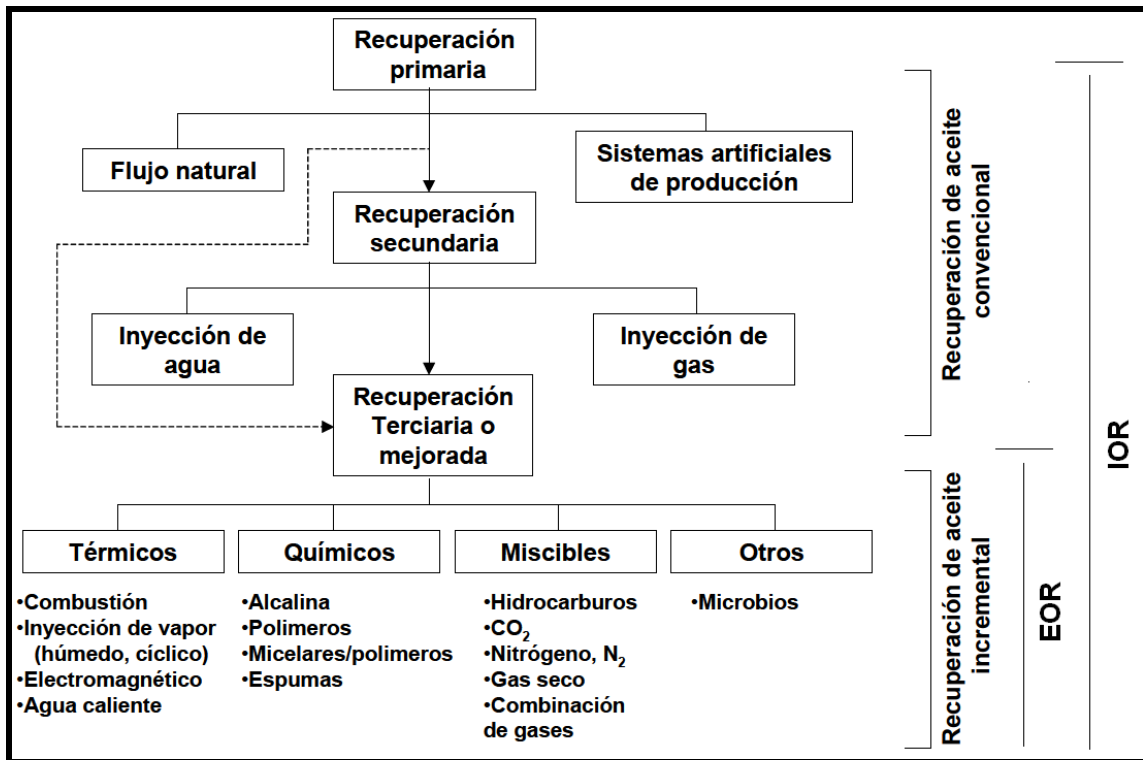 Recuperación
primaria
Flujo natural
Sistemas artificiales
de producción
Recuperación
secundaria
Inyección de
agua
Inyección de
gas
Recuperación
Terciaria o
mejorada
Térmicos
Químicos
Miscibles
Otros
•Combustión
•Inyección de vapor
(húmedo, cíclico)
•Electromagnético
•Agua caliente
•Alcalina
•Polimeros
•Micelares/polimeros
•Espumas
•Hidrocarburos
•CO₂
•Nitrógeno, N₂
•Gas seco
•Combinación
de gases
•Microbios
Recuperación de aceite
convencional
Recuperación de aceite
incremental
EOR
IOR